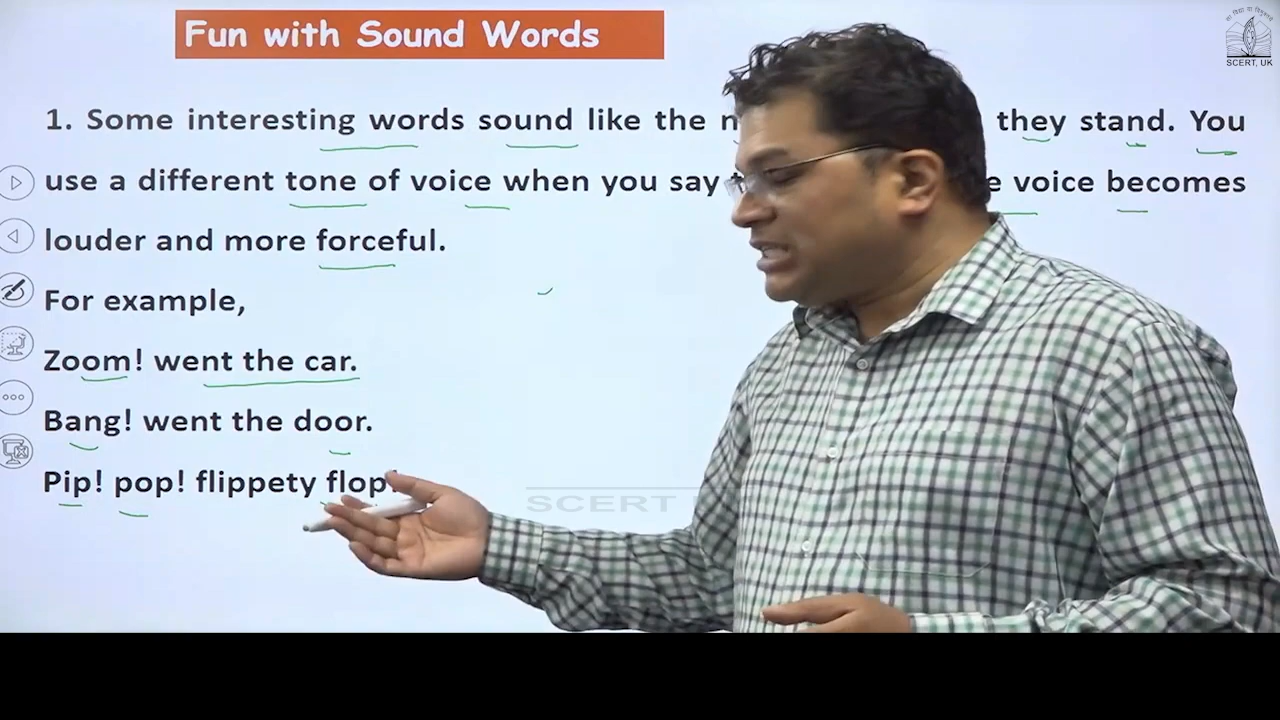 Fun with Sound Words
SCERT, UK
1. Some interesting words sound like the they stand. You
use a different tone of voice when you say voice becomes
louder and more forceful.
For example,
Zoom! went the car.
Bang! went the door.
Pip! pop! flippety flop!
SCERT